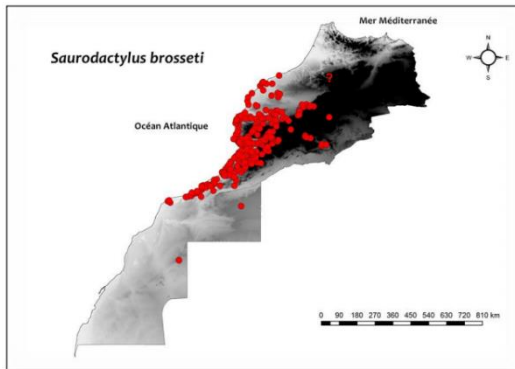 Mer Méditerranée
Saurodactylus brosseti
N
W E
S
?
Océan Atlantique
0 90 180 270 360 450 540 630 720 810 km